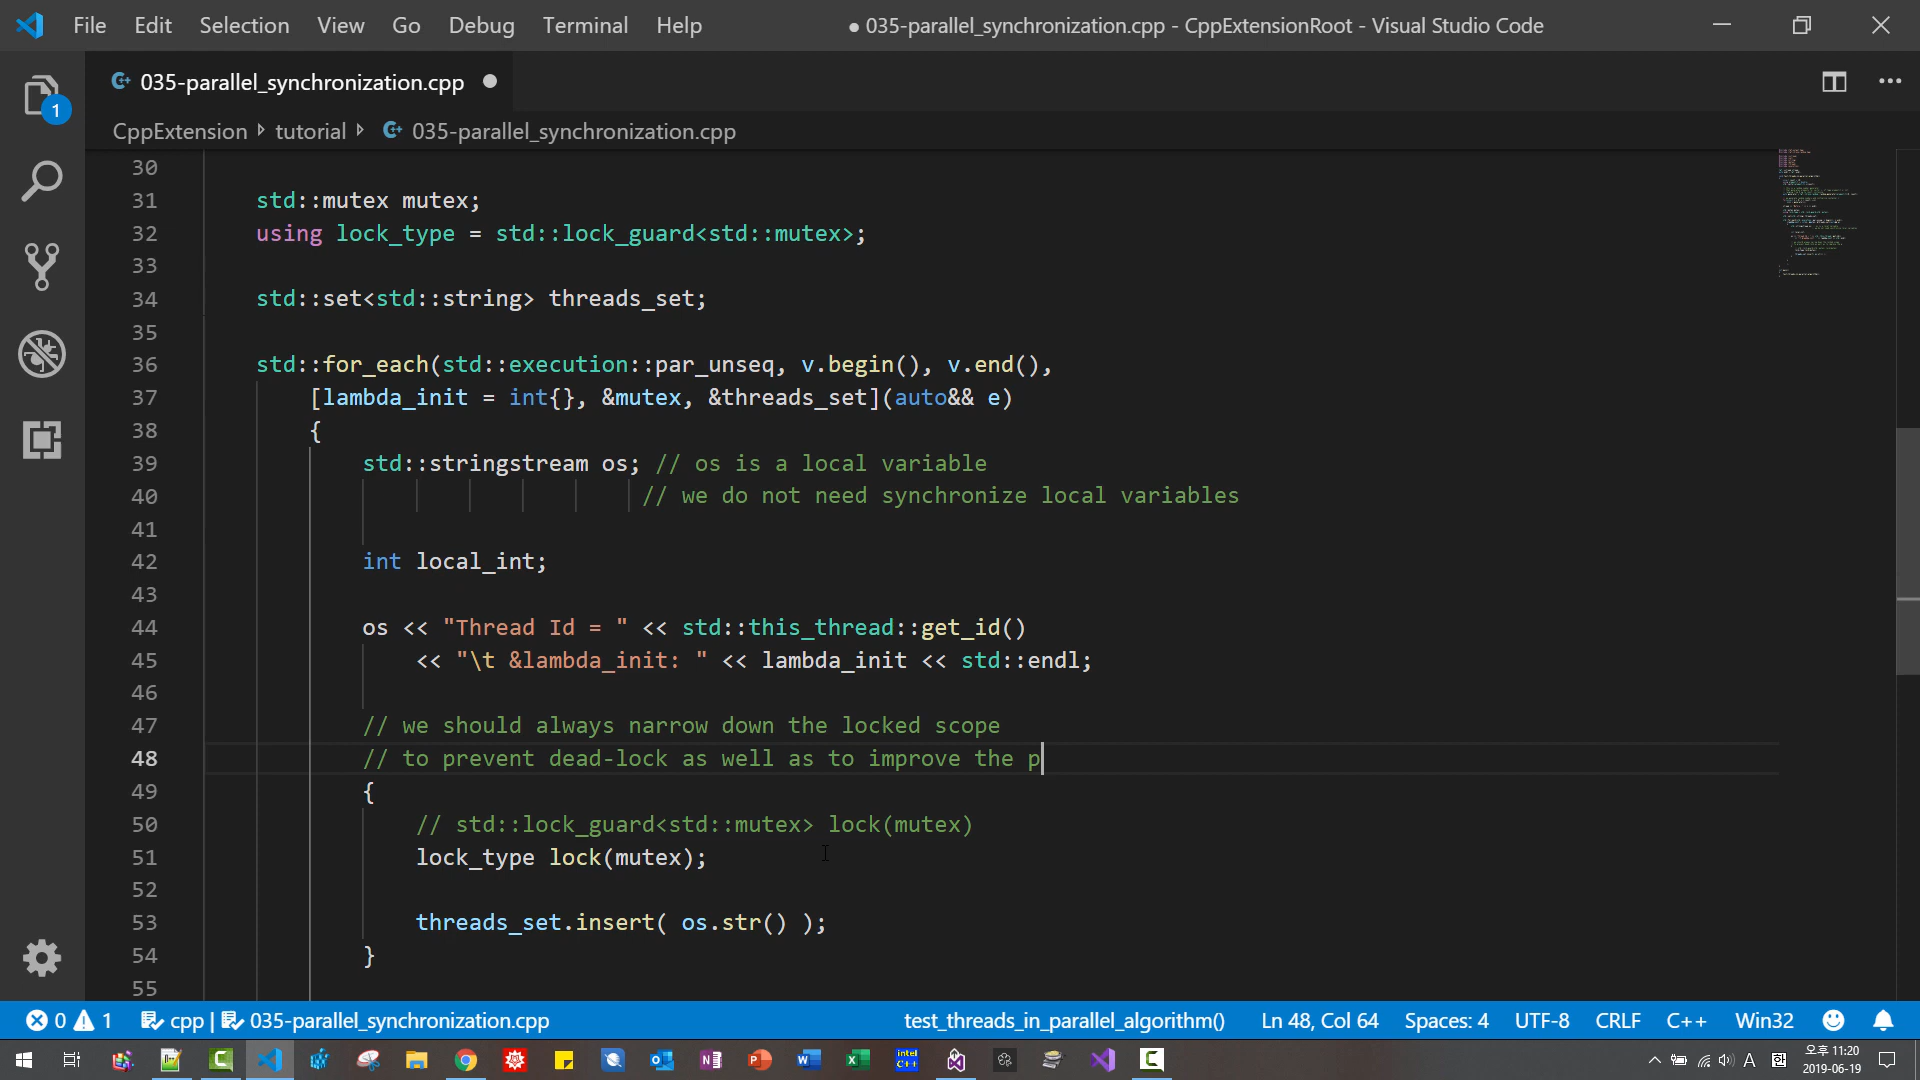 File Edit Selection View Go Debug Terminal Help ● 035-parallel_synchronization.cpp - CppExtensionRoot - Visual Studio Code
035-parallel_synchronization.cpp
1
CppExtension tutorial 035-parallel_synchronization.cpp
30
31 std::mutex mutex;
32 using lock_type = std::lock_guard<std::mutex>;
33
34 std::set<std::string> threads_set;
35
36 std::for_each(std::execution::par_unseq, v.begin(), v.end(),
37 [lambda_init = int{}, &mutex, &threads_set](auto&& e)
38 {
39 std::stringstream os; // os is a local variable
40 // we do not need synchronize local variables
41
42 int local_int;
43
44 os << "Thread Id = " << std::this_thread::get_id()
45 << "\t &lambda_init: " << lambda_init << std::endl;
46
47 // we should always narrow down the locked scope
48 // to prevent dead-lock as well as to improve the p
49 {
50 // std::lock_guard<std::mutex> lock(mutex)
51 lock_type lock(mutex);
52
53 threads_set.insert( os.str() );
54 }
55
0 1 cpp | 035-parallel_synchronization.cpp test_threads_in_parallel_algorithm() Ln 48, Col 64 Spaces: 4 UTF-8 CRLF C++ Win32
intel C++ A 오후 11:20
2019-06-19